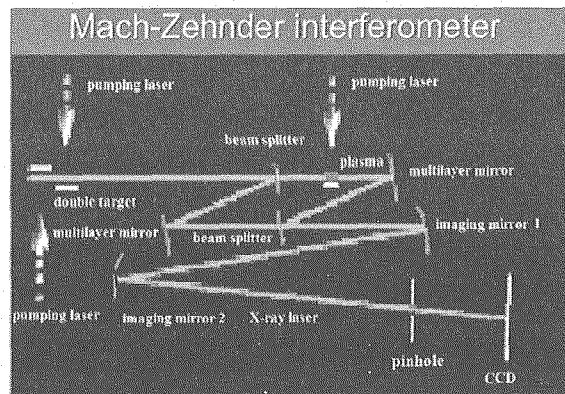 Mach-Zehnder interferometer
pumping laser
pumping laser
beam splitter
plasma
multilayer mirror
double target
multilayer mirror
beam splitter
imaging mirror 1
pumping laser
imaging mirror 2
X-ray laser
pinhole
CCD